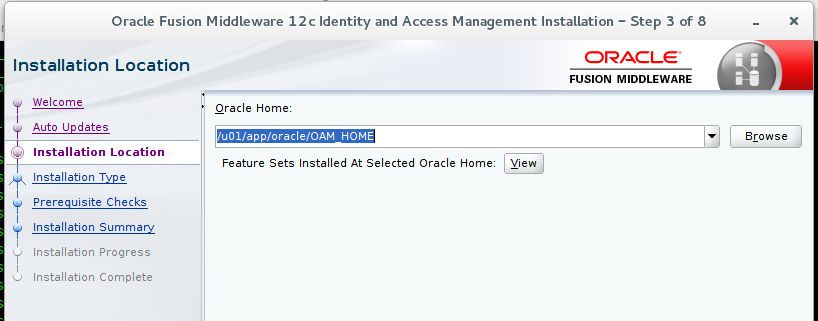 Oracle Fusion Middleware 12c Identity and Access Management Installation – Step 3 of 8
Installation Location
ORACLE
FUSION MIDDLEWARE
Welcome
Auto Updates
Installation Location
Installation Type
Prerequisite Checks
Installation Summary
Installation Progress
Installation Complete
Oracle Home:
/u01/app/oracle/OAM_HOME
Browse
Feature Sets Installed At Selected Oracle Home: View